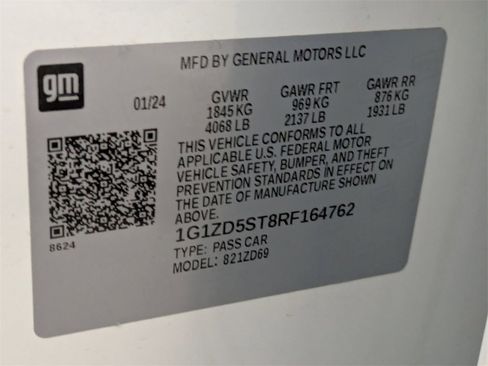 gm
MFD BY GENERAL MOTORS LLC
01/24
GVWR GAWR FRT GAWR RR
1845 KG 969 KG 876 KG
4068 LB 2137 LB 1931 LB
THIS VEHICLE CONFORMS TO ALL
APPLICABLE U.S. FEDERAL MOTOR
VEHICLE SAFETY, BUMPER, AND THEFT
PREVENTION STANDARDS IN EFFECT ON
THE DATE OF MANUFACTURE SHOWN
ABOVE.
1G1ZD5ST8RF164762
TYPE: PASS CAR
MODEL: 821ZD69
8624